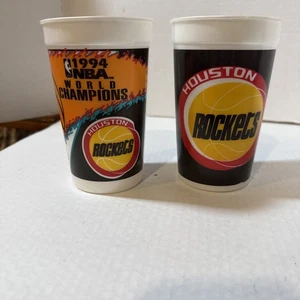 1994
NBA
WORLD
CHAMPIONS
HOUSTON
ROCKETS
HOUSTON
ROCKETS